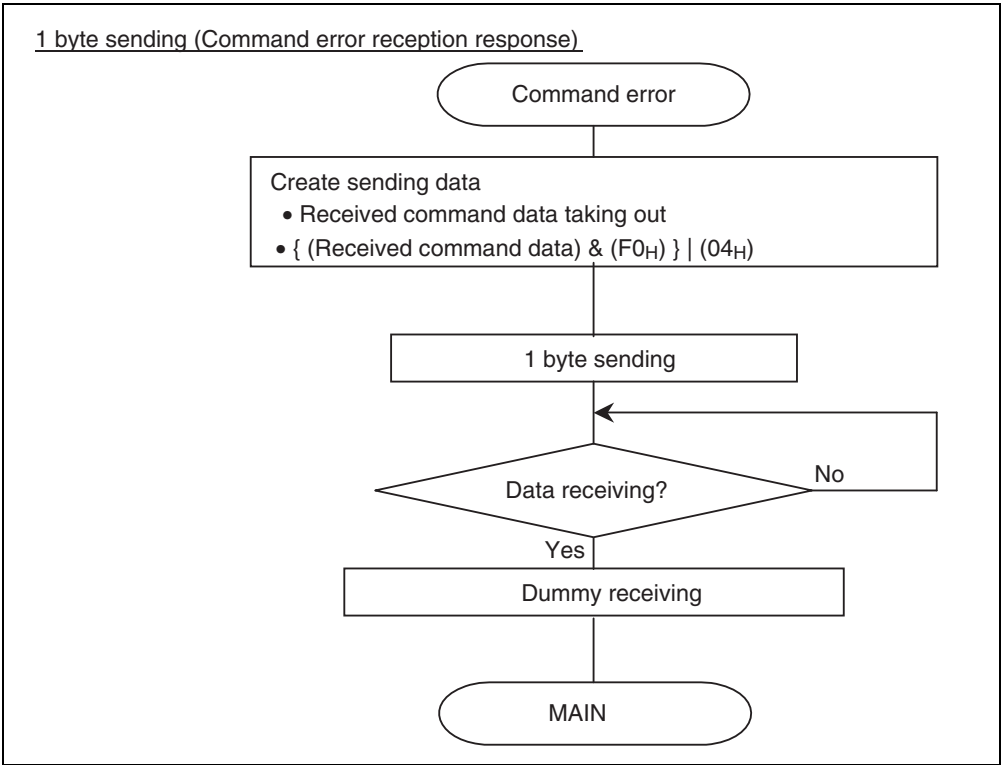 1 byte sending (Command error reception response)
Command error
Create sending data
• Received command data taking out
• { (Received command data) & (F0H) } | (04H)
1 byte sending
Data receiving?
No
Yes
Dummy receiving
MAIN